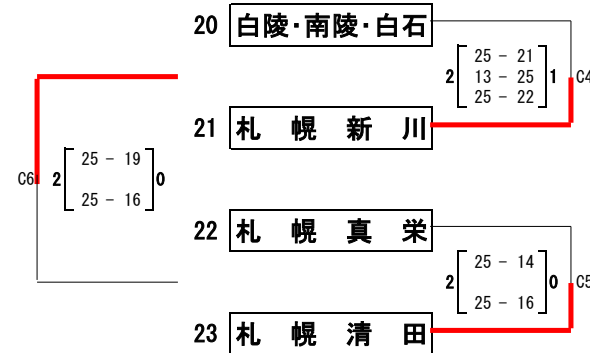 20 白陵・南陵・白石
2 25 - 21 1 C4
13 - 25
25 - 22
21 札幌新川
C6 2 25 - 19 0
25 - 16
22 札幌真栄
2 25 - 14 0 C5
25 - 16
23 札幌清田